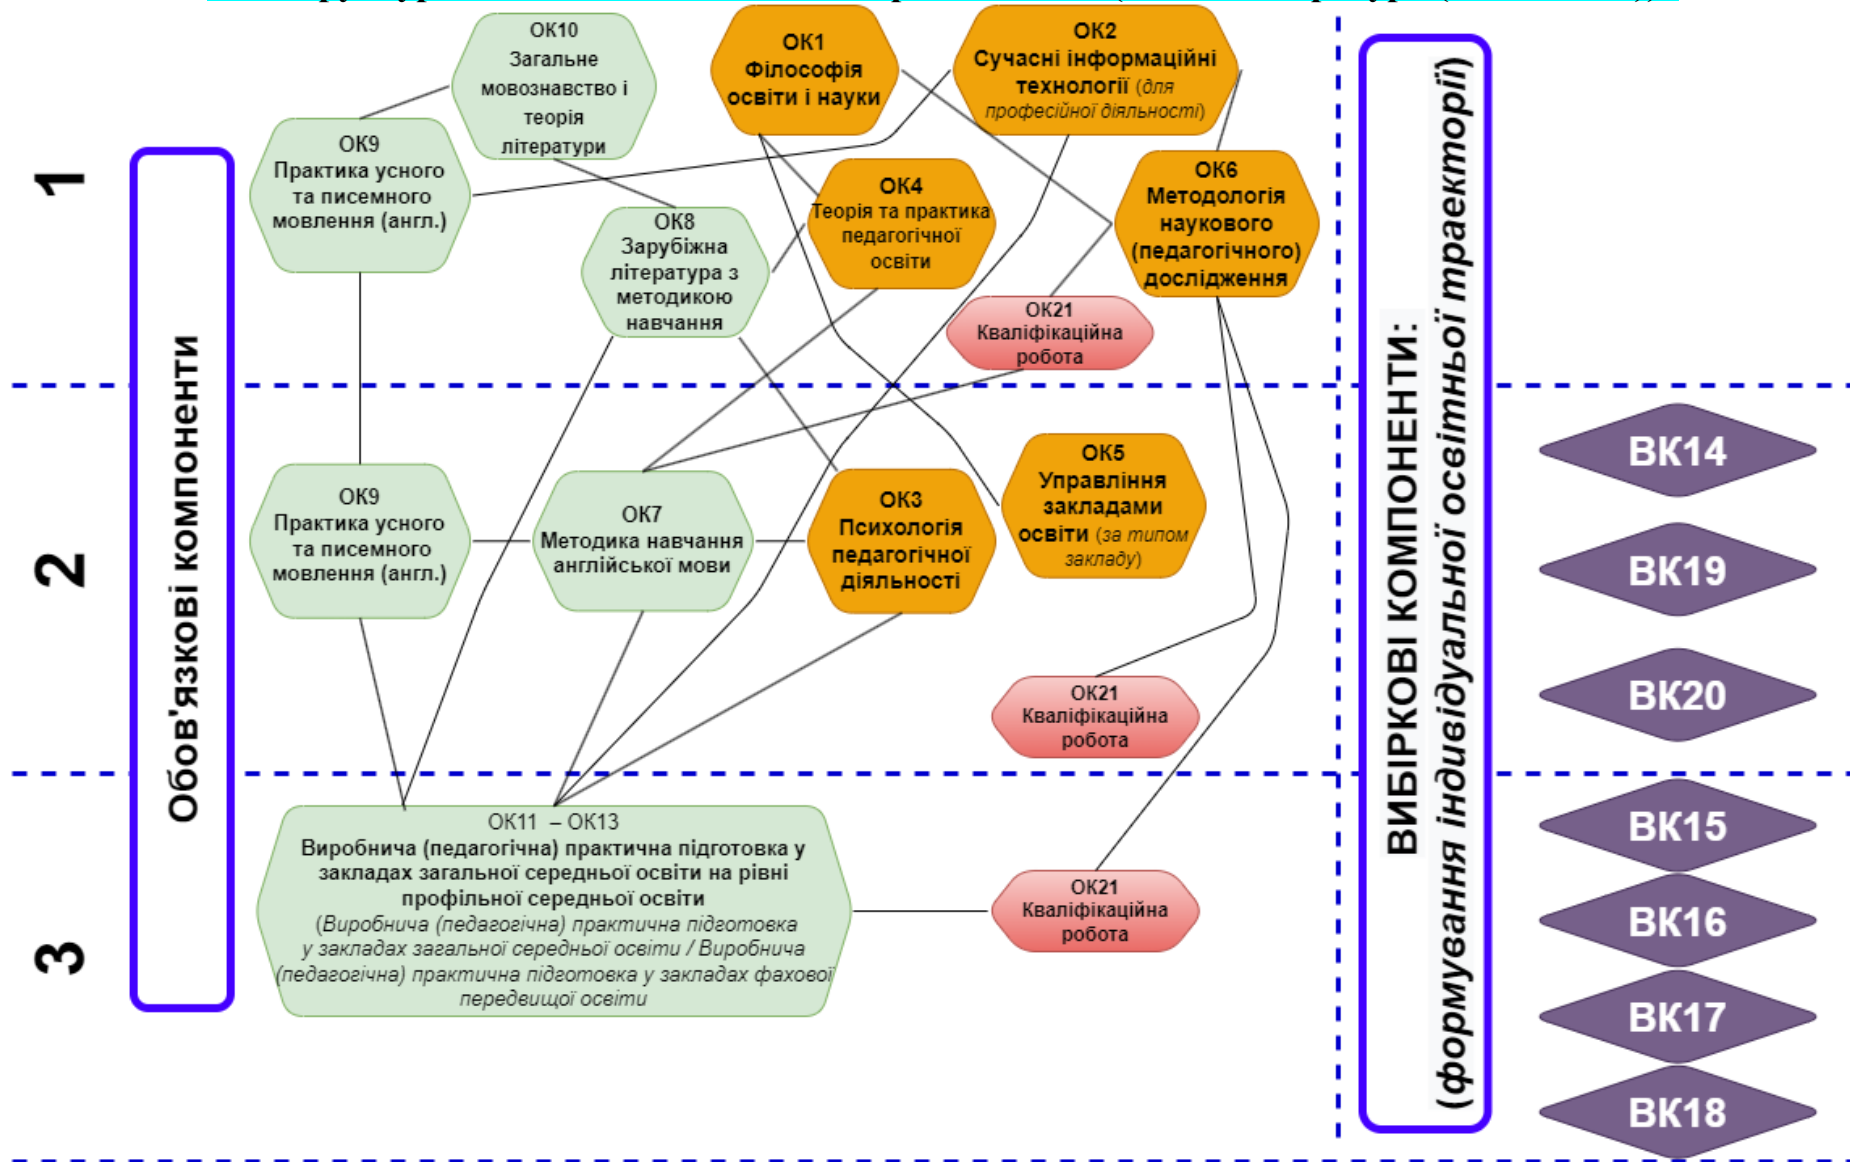 1
2
3
Обов'язкові компоненти
ОК10
Загальне
мовознавство і
теорія
літератури
ОК9
Практика усного
та писемного
мовлення (англ.)
ОК1
Філософія
освіти і науки
ОК2
Сучасні інформаційні
технології (для
професійної діяльності)
ОК4
Теорія та практика
педагогічної
освіти
ОК6
Методологія
наукового
(педагогічного)
дослідження
ОК8
Зарубіжна
література з
методикою
навчання
ОК21
Кваліфікаційна
робота
ОК9
Практика усного
та писемного
мовлення (англ.)
ОК7
Методика навчання
англійської мови
ОК3
Психологія
педагогічної
діяльності
ОК5
Управління
закладами
освіти (за типом
закладу)
ОК21
Кваліфікаційна
робота
ОК11 – ОК13
Виробнича (педагогічна) практична підготовка у
закладах загальної середньої освіти на рівні
профільної середньої освіти
(Виробнича (педагогічна) практична підготовка
у закладах загальної середньої освіти / Виробнича
(педагогічна) практична підготовка у закладах фахової
передвищої освіти
ОК21
Кваліфікаційна
робота
ВИБІРКОВІ КОМПОНЕНТИ:
(формування індивідуальної освітньої траекторії)
ВК14
ВК19
ВК20
ВК15
ВК16
ВК17
ВК18